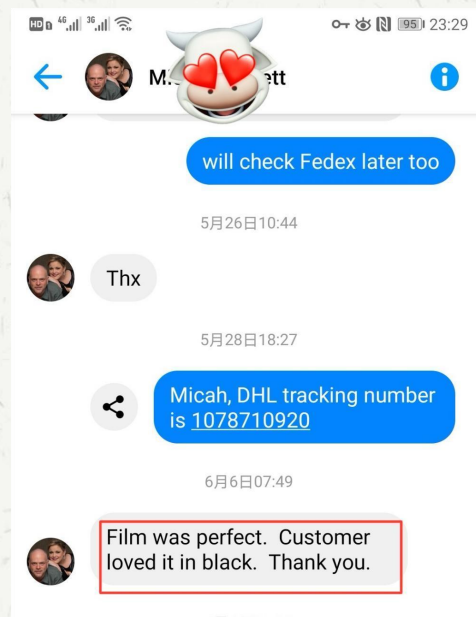 HD 4G 3G 95 23:29
M
ett
will check Fedex later too
5月26日10:44
Thx
5月28日18:27
Micah, DHL tracking number
is 1078710920
6月6日07:49
Film was perfect. Customer
loved it in black. Thank you.